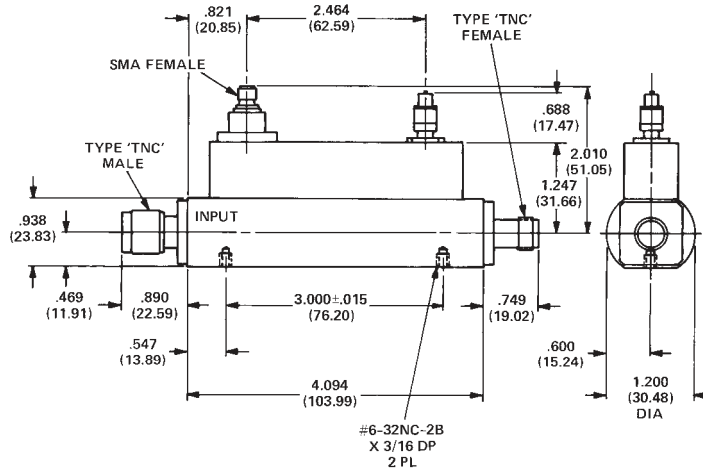 .821
(20.85)
2.464
(62.59)
TYPE 'TNC'
FEMALE
SMA FEMALE
.688
(17.47)
2.010
(51.05)
TYPE 'TNC'
MALE
1.247
(31.66)
.938
(23.83)
INPUT
.469
(11.91)
.890
(22.59)
3.000±.015
(76.20)
.749
(19.02)
.547
(13.89)
.600
(15.24)
4.094
(103.99)
1.200
(30.48)
DIA
#6-32NC-2B
X 3/16 DP
2 PL